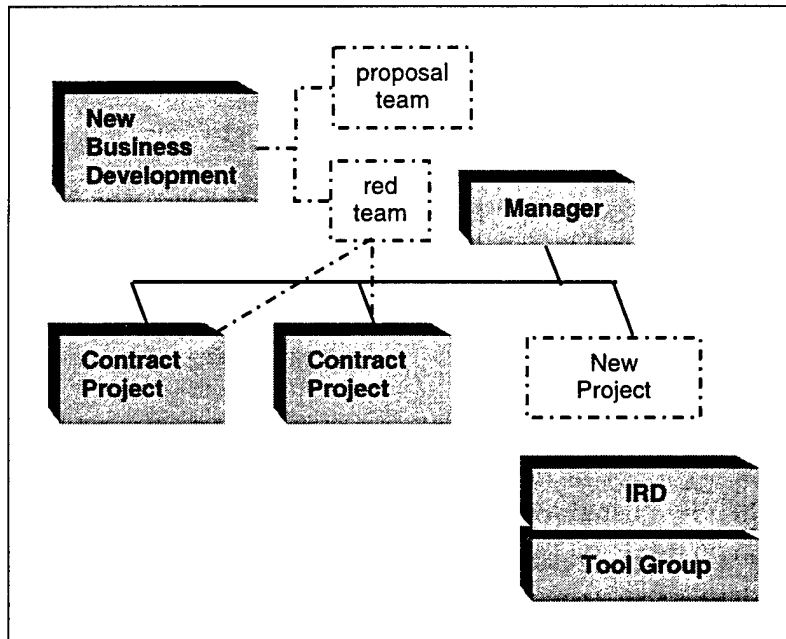 proposal
team
New
Business
Development
red
team
Manager
Contract
Project
Contract
Project
New
Project
IRD
Tool Group